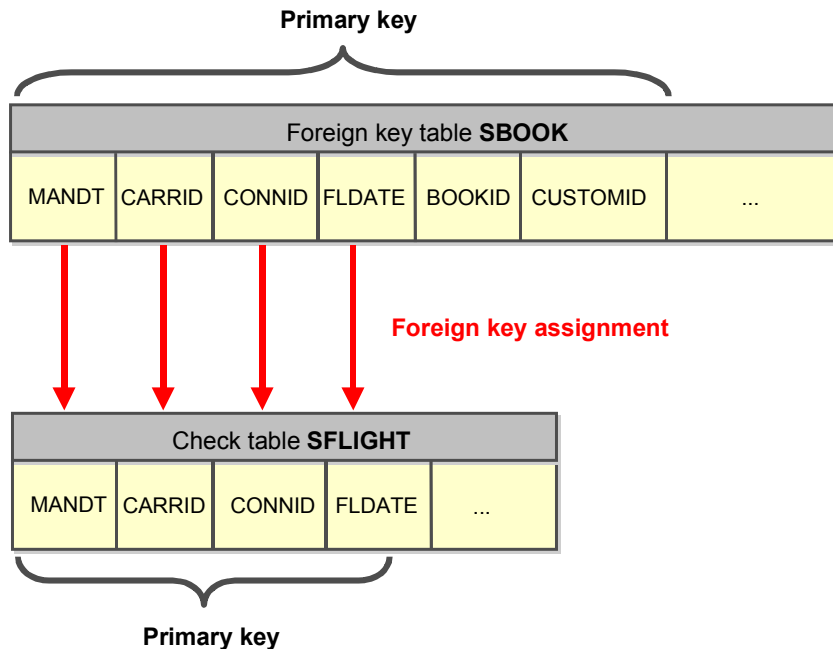 Primary key
Foreign key table SBOOK
MANDT CARRID CONNID FLDATE BOOKID CUSTOMID ...
Foreign key assignment
Check table SFLIGHT
MANDT CARRID CONNID FLDATE ...
Primary key